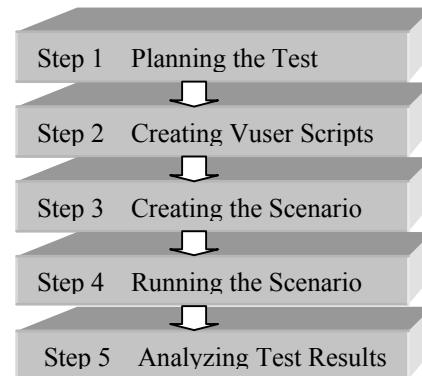 Step 1 Planning the Test
Step 2 Creating Vuser Scripts
Step 3 Creating the Scenario
Step 4 Running the Scenario
Step 5 Analyzing Test Results